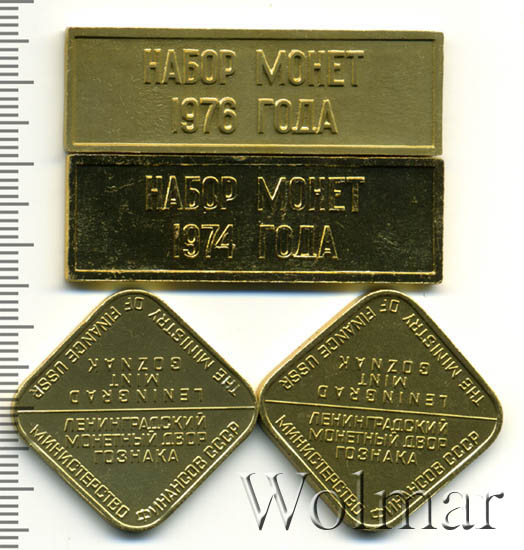 НАБОР МОНЕТ
1976 ГОДА
НАБОР МОНЕТ
1974 ГОДА
THE MINISTRY OF FINANCE USSR
LENINGRAD
MINT
GOZNAK
ЛЕНИНГРАДСКИЙ
МОНЕТНЫЙ ДВОР
ГОЗНАКА
МИНИСТЕРСТВО ФИНАНСОВ СССР
THE MINISTRY OF FINANCE USSR
LENINGRAD
MINT
GOZNAK
ЛЕНИНГРАДСКИЙ
МОНЕТНЫЙ ДВОР
ГОЗНАКА
МИНИСТЕРСТВО ФИНАНСОВ СССР
Wolmar